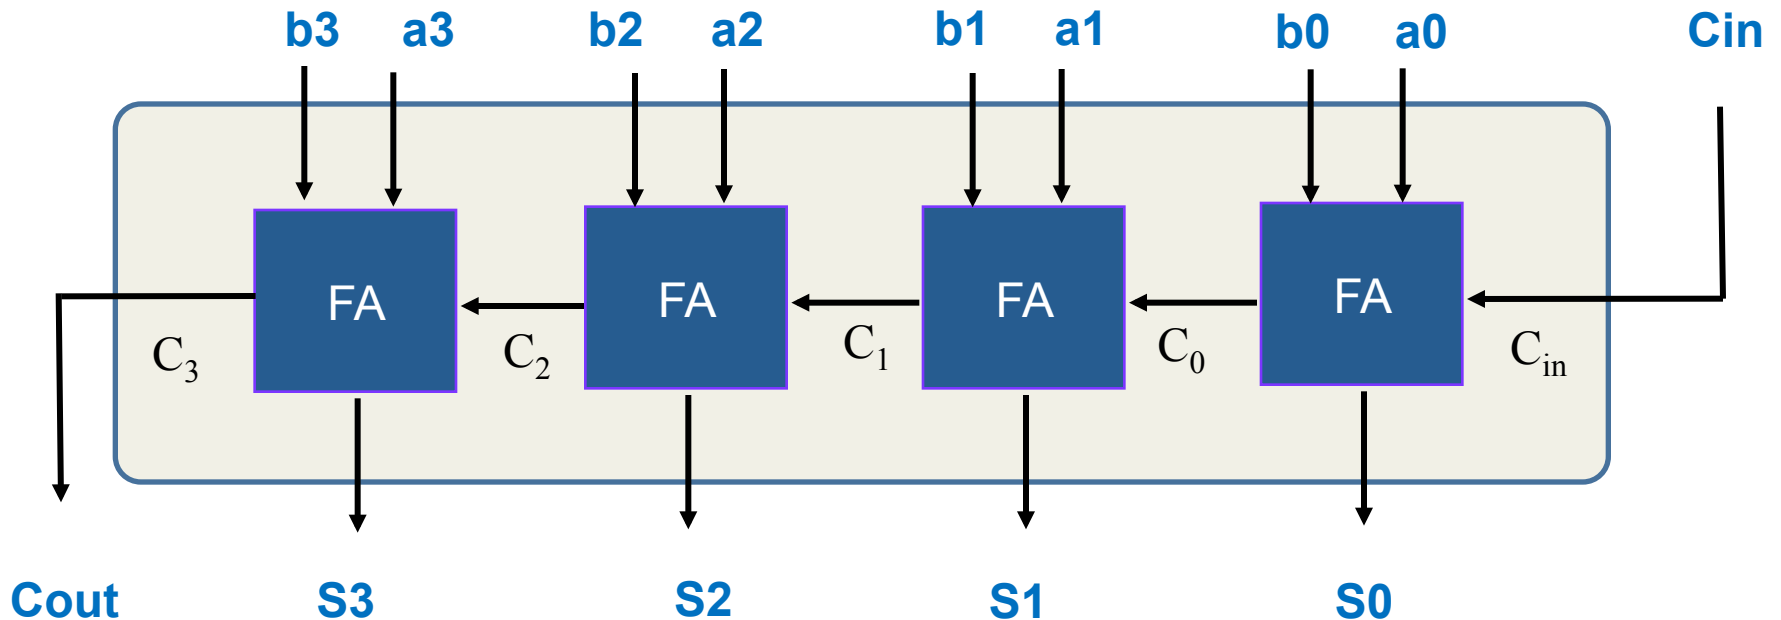 b3 a3 b2 a2 b1 a1 b0 a0 Cin
FA FA FA FA
C3 C2 C1 C0 Cin
Cout S3 S2 S1 S0